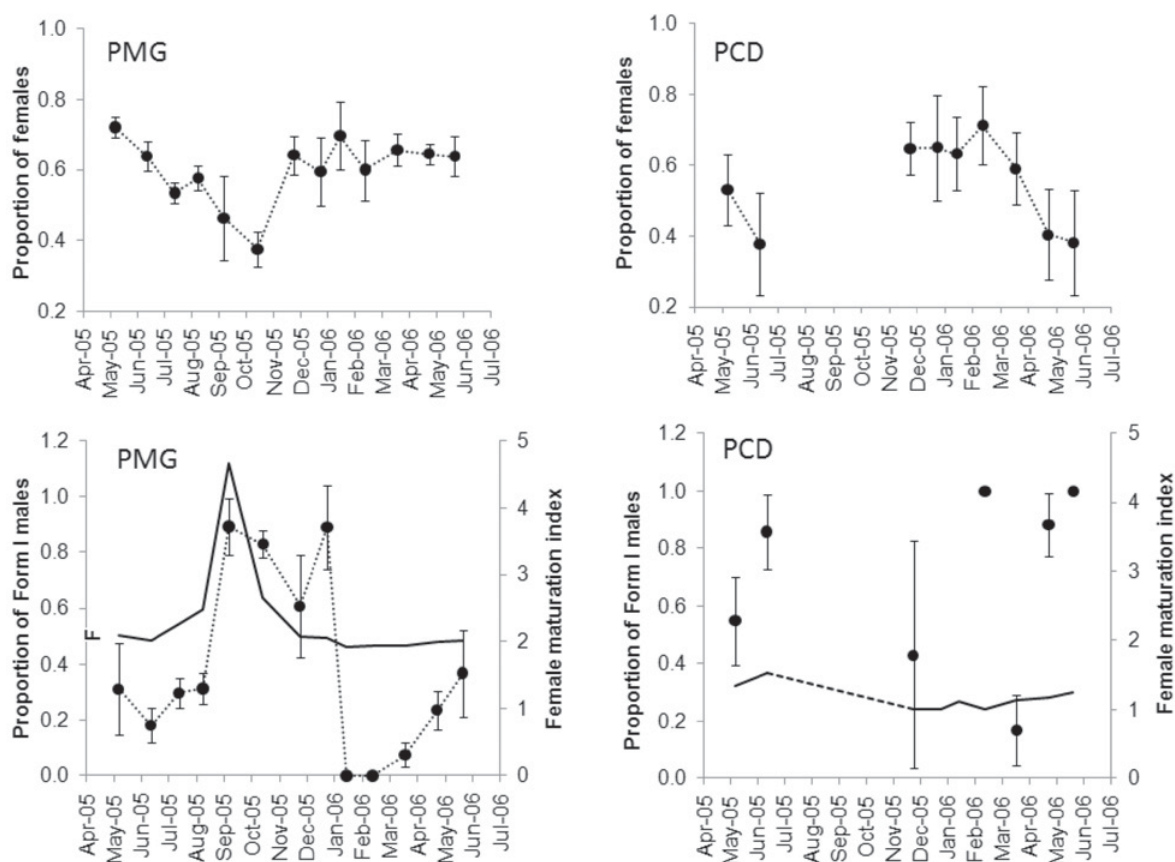 PMG
Proportion of females
1.0
0.8
0.6
0.4
0.2
Apr-05
May-05
Jun-05
Jul-05
Aug-05
Sep-05
Oct-05
Nov-05
Dec-05
Jan-06
Feb-06
Mar-06
Apr-06
May-06
Jun-06
Jul-06
PCD
Proportion of females
1.0
0.8
0.6
0.4
0.2
Apr-05
May-05
Jun-05
Jul-05
Aug-05
Sep-05
Oct-05
Nov-05
Dec-05
Jan-06
Feb-06
Mar-06
Apr-06
May-06
Jun-06
Jul-06
PMG
Proportion of Form I males
1.2
1.0
0.8
0.6
0.4
0.2
0.0
Female maturation index
5
4
3
2
1
0
Apr-05
May-05
Jun-05
Jul-05
Aug-05
Sep-05
Oct-05
Nov-05
Dec-05
Jan-06
Feb-06
Mar-06
Apr-06
May-06
Jun-06
Jul-06
PCD
Proportion of Form I males
1.2
1.0
0.8
0.6
0.4
0.2
0.0
Female maturation index
5
4
3
2
1
0
Apr-05
May-05
Jun-05
Jul-05
Aug-05
Sep-05
Oct-05
Nov-05
Dec-05
Jan-06
Feb-06
Mar-06
Apr-06
May-06
Jun-06
Jul-06